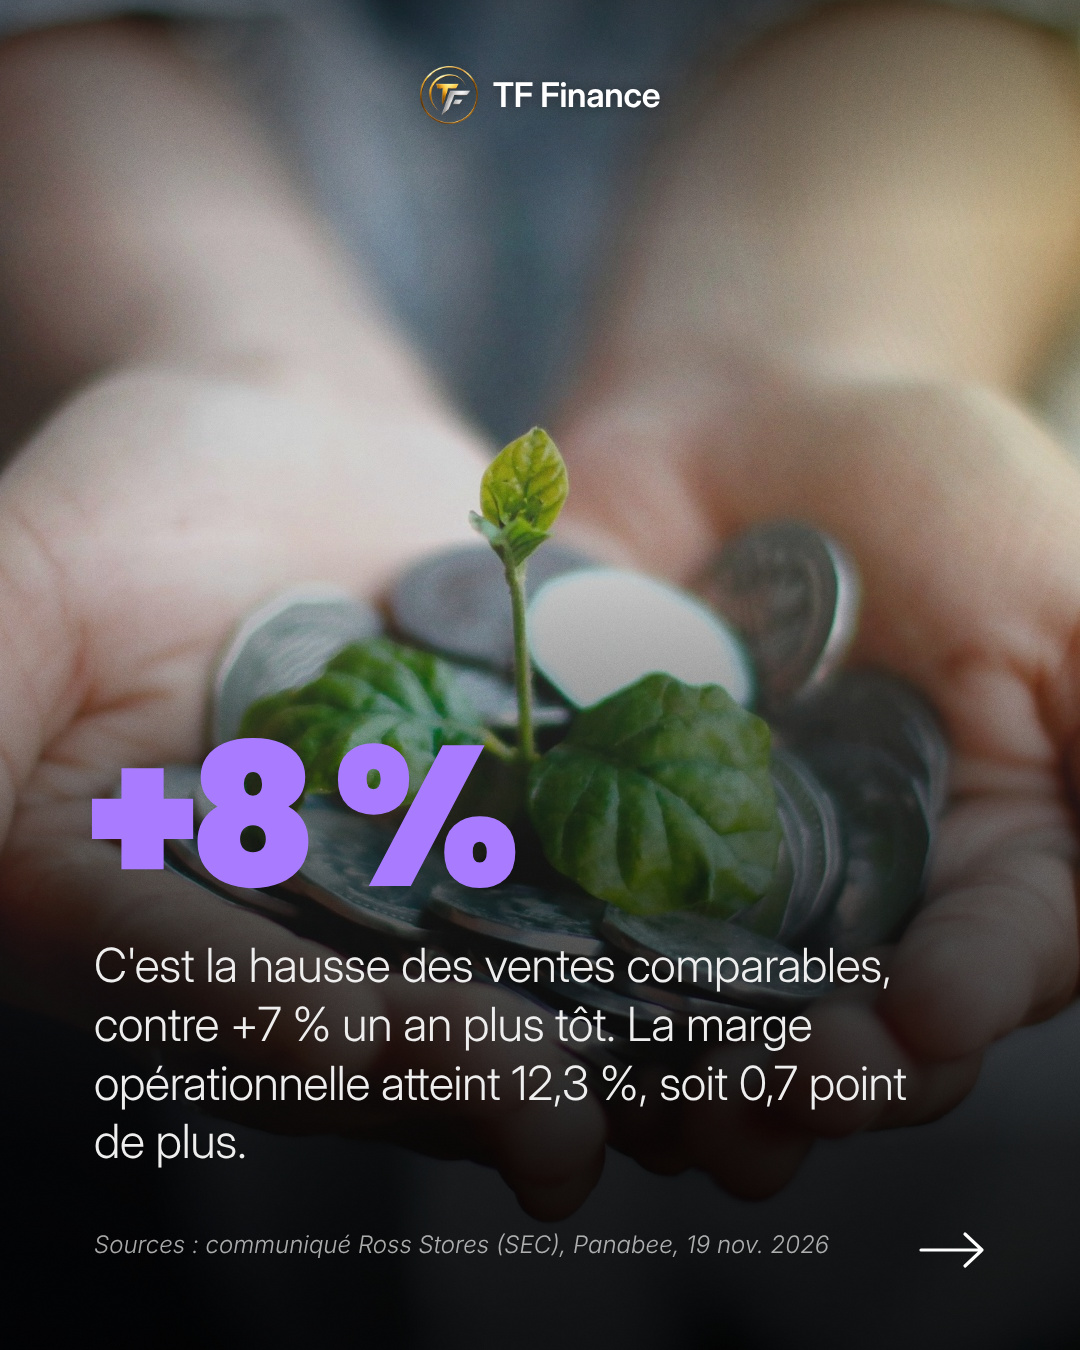 TF Finance
+8 %
C'est la hausse des ventes comparables,
contre +7 % un an plus tôt. La marge
opérationnelle atteint 12,3 %, soit 0,7 point
de plus.
Sources : communiqué Ross Stores (SEC), Panabee, 19 nov. 2026